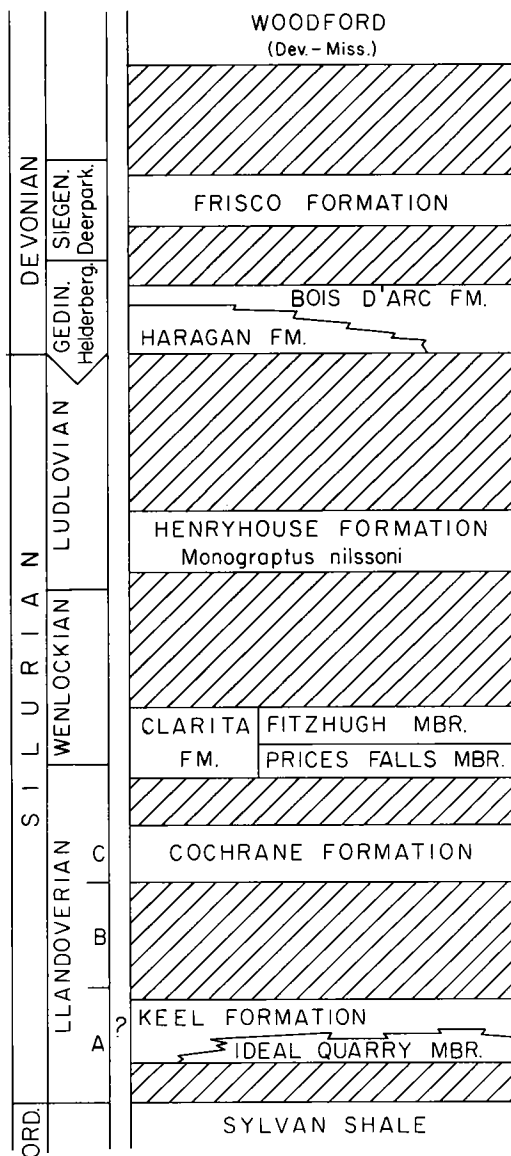 WOODFORD
(Dev.-Miss.)
DEVONIAN
SIEGEN.
Deerpark.
FRISCO FORMATION
GEDIN.
Helderberg.
BOIS D'ARC FM.
HARAGAN FM.
SILURIAN
LUDLOVIAN
HENRYHOUSE FORMATION
Monograptus nilssoni
WENLOCKIAN
CLARITA
FM.
FITZHUGH MBR.
PRICES FALLS MBR.
LLANDOVERIAN
C
COCHRANE FORMATION
B
A
?
KEEL FORMATION
IDEAL QUARRY MBR.
ORD.
SYLVAN SHALE